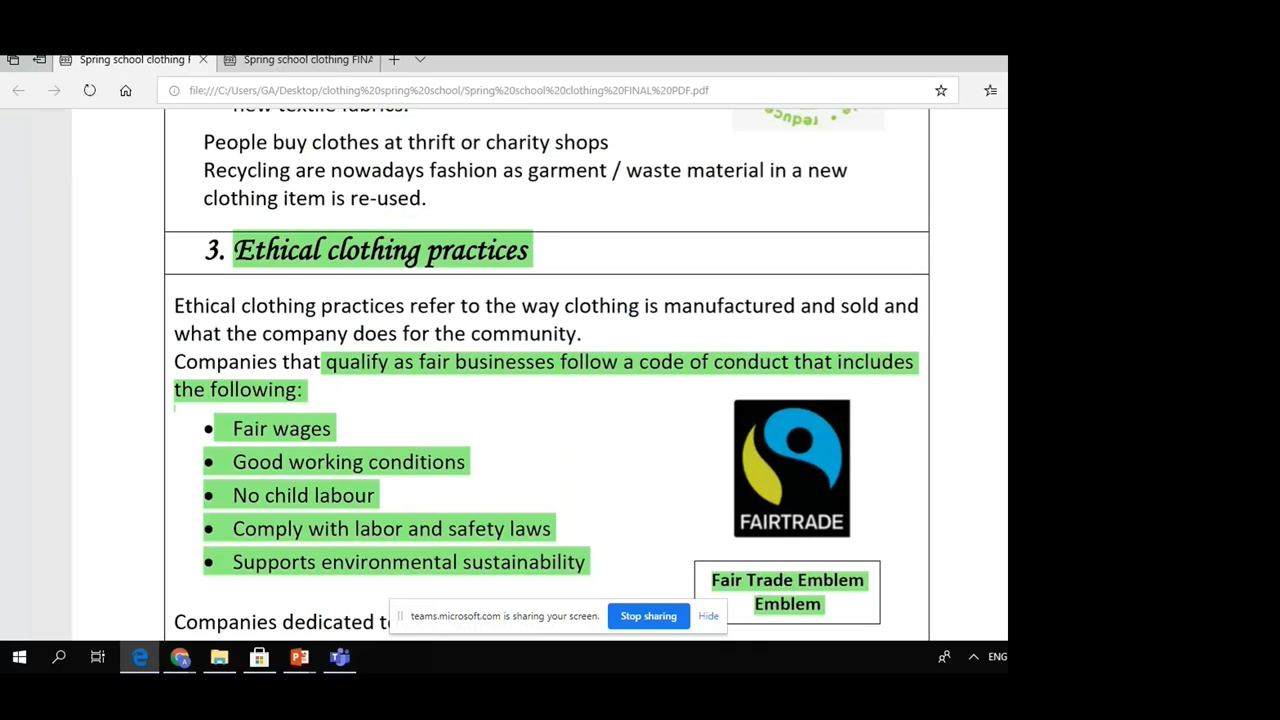 Spring school clothing F
Spring school clothing FINA
file:///C:/Users/GA/Desktop/clothing%20spring%20school/Spring%20school%20clothing%20FINAL%20PDF.pdf
new textile fabrics.
reduce
People buy clothes at thrift or charity shops
Recycling are nowadays fashion as garment / waste material in a new
clothing item is re-used.
3. Ethical clothing practices
Ethical clothing practices refer to the way clothing is manufactured and sold and
what the company does for the community.
Companies that qualify as fair businesses follow a code of conduct that includes
the following:
• Fair wages
• Good working conditions
• No child labour
• Comply with labor and safety laws
• Supports environmental sustainability
FAIRTRADE
Fair Trade Emblem
Emblem
Companies dedicated to
teams.microsoft.com is sharing your screen.
Stop sharing
Hide
ENG